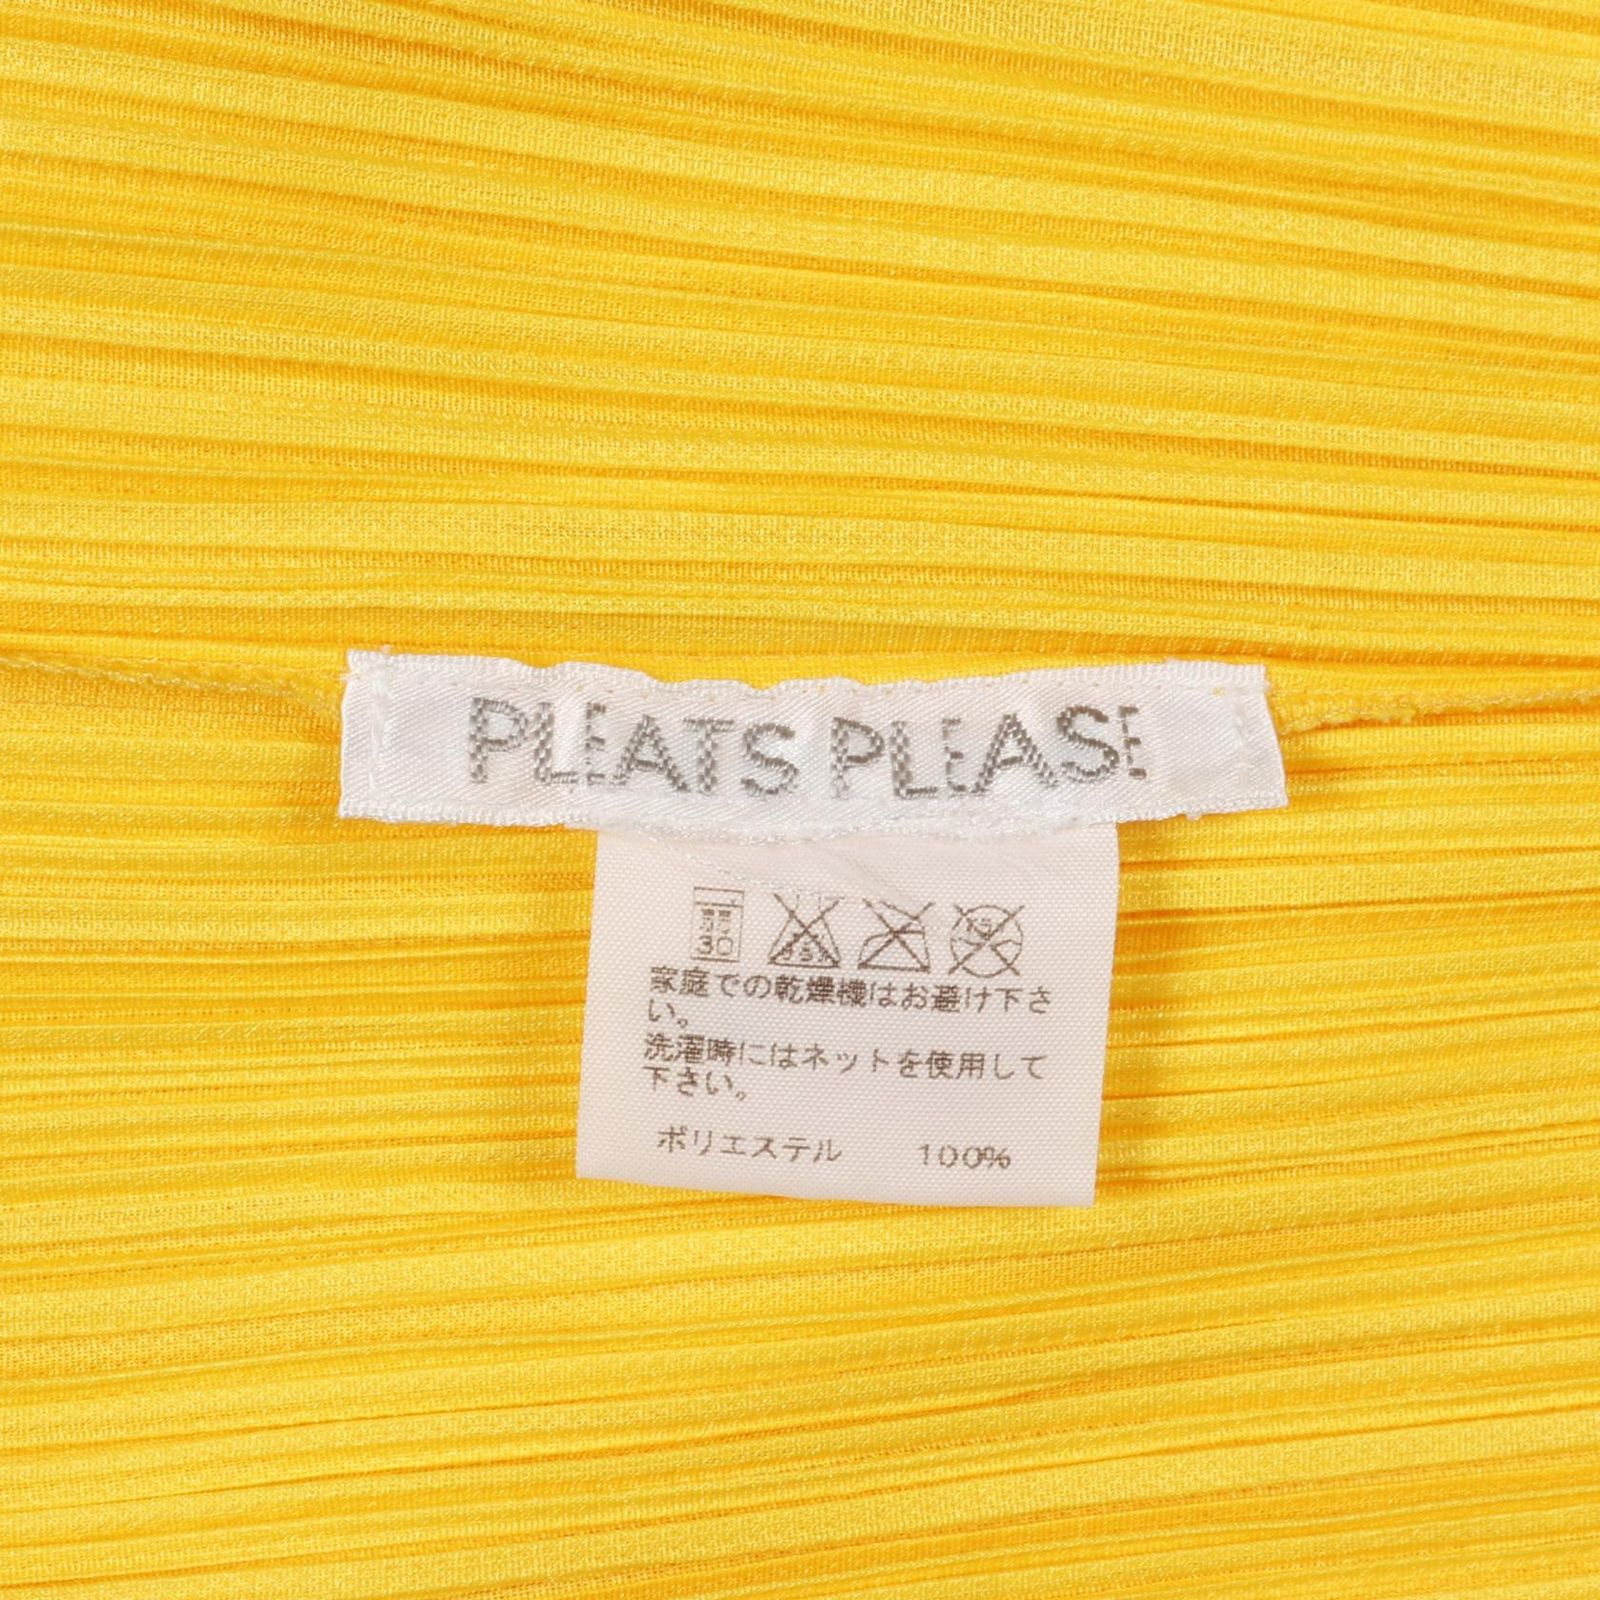 PLEATS PLEASE
30
家庭での乾燥機はお避け下さ
い。
洗濯時にはネットを使用して
下さい。
ポリエステル 100%